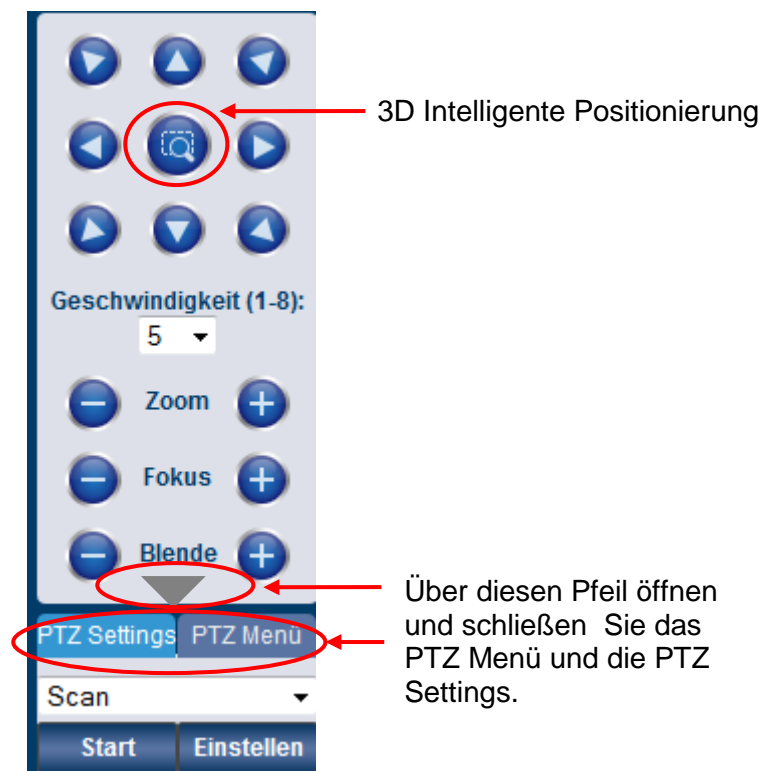 3D Intelligente Positionierung
Geschwindigkeit (1-8):
5
Zoom
Fokus
Blende
Über diesen Pfeil öffnen
und schließen Sie das
PTZ Menü und die PTZ
Settings.
PTZ Settings PTZ Menü
Scan
Start Einstellen